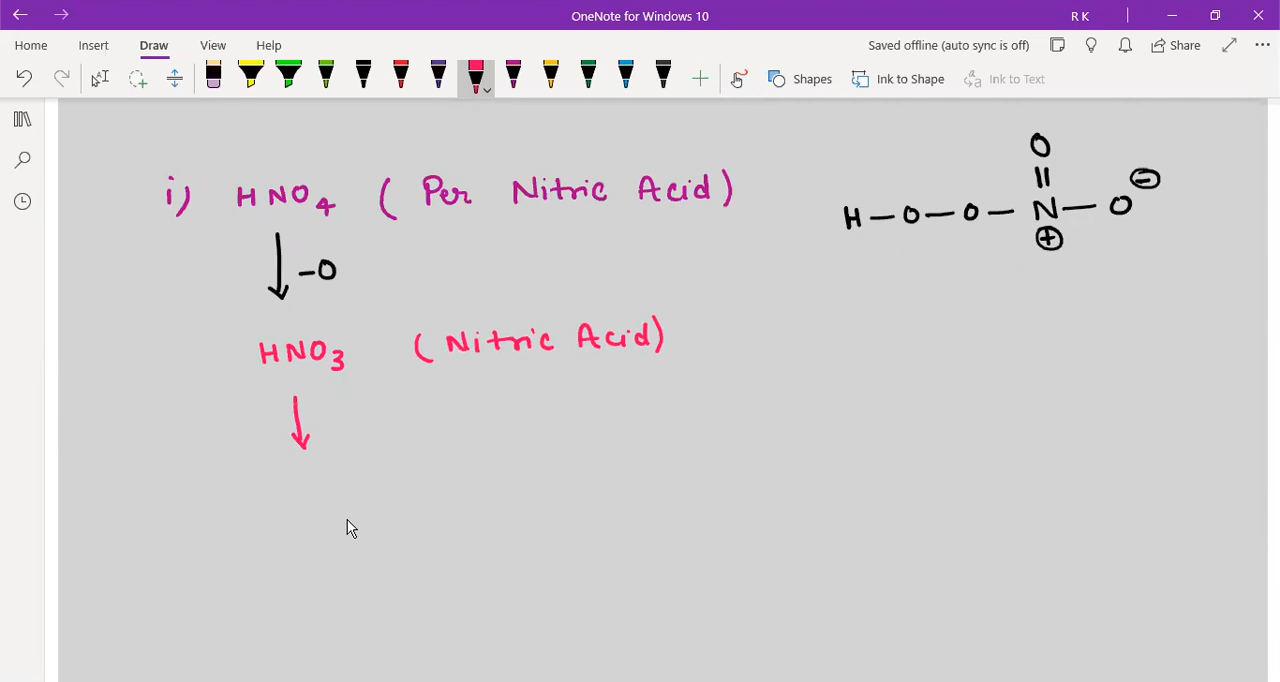 OneNote for Windows 10
R K
Home Insert Draw View Help
Saved offline (auto sync is off)
Share
Shapes
Ink to Shape
Ink to Text
i) HNO4 ( Per Nitric Acid)
O
||
H — O — O — N — O ⊖
⊕
↓ -O
HNO3 (Nitric Acid)
↓